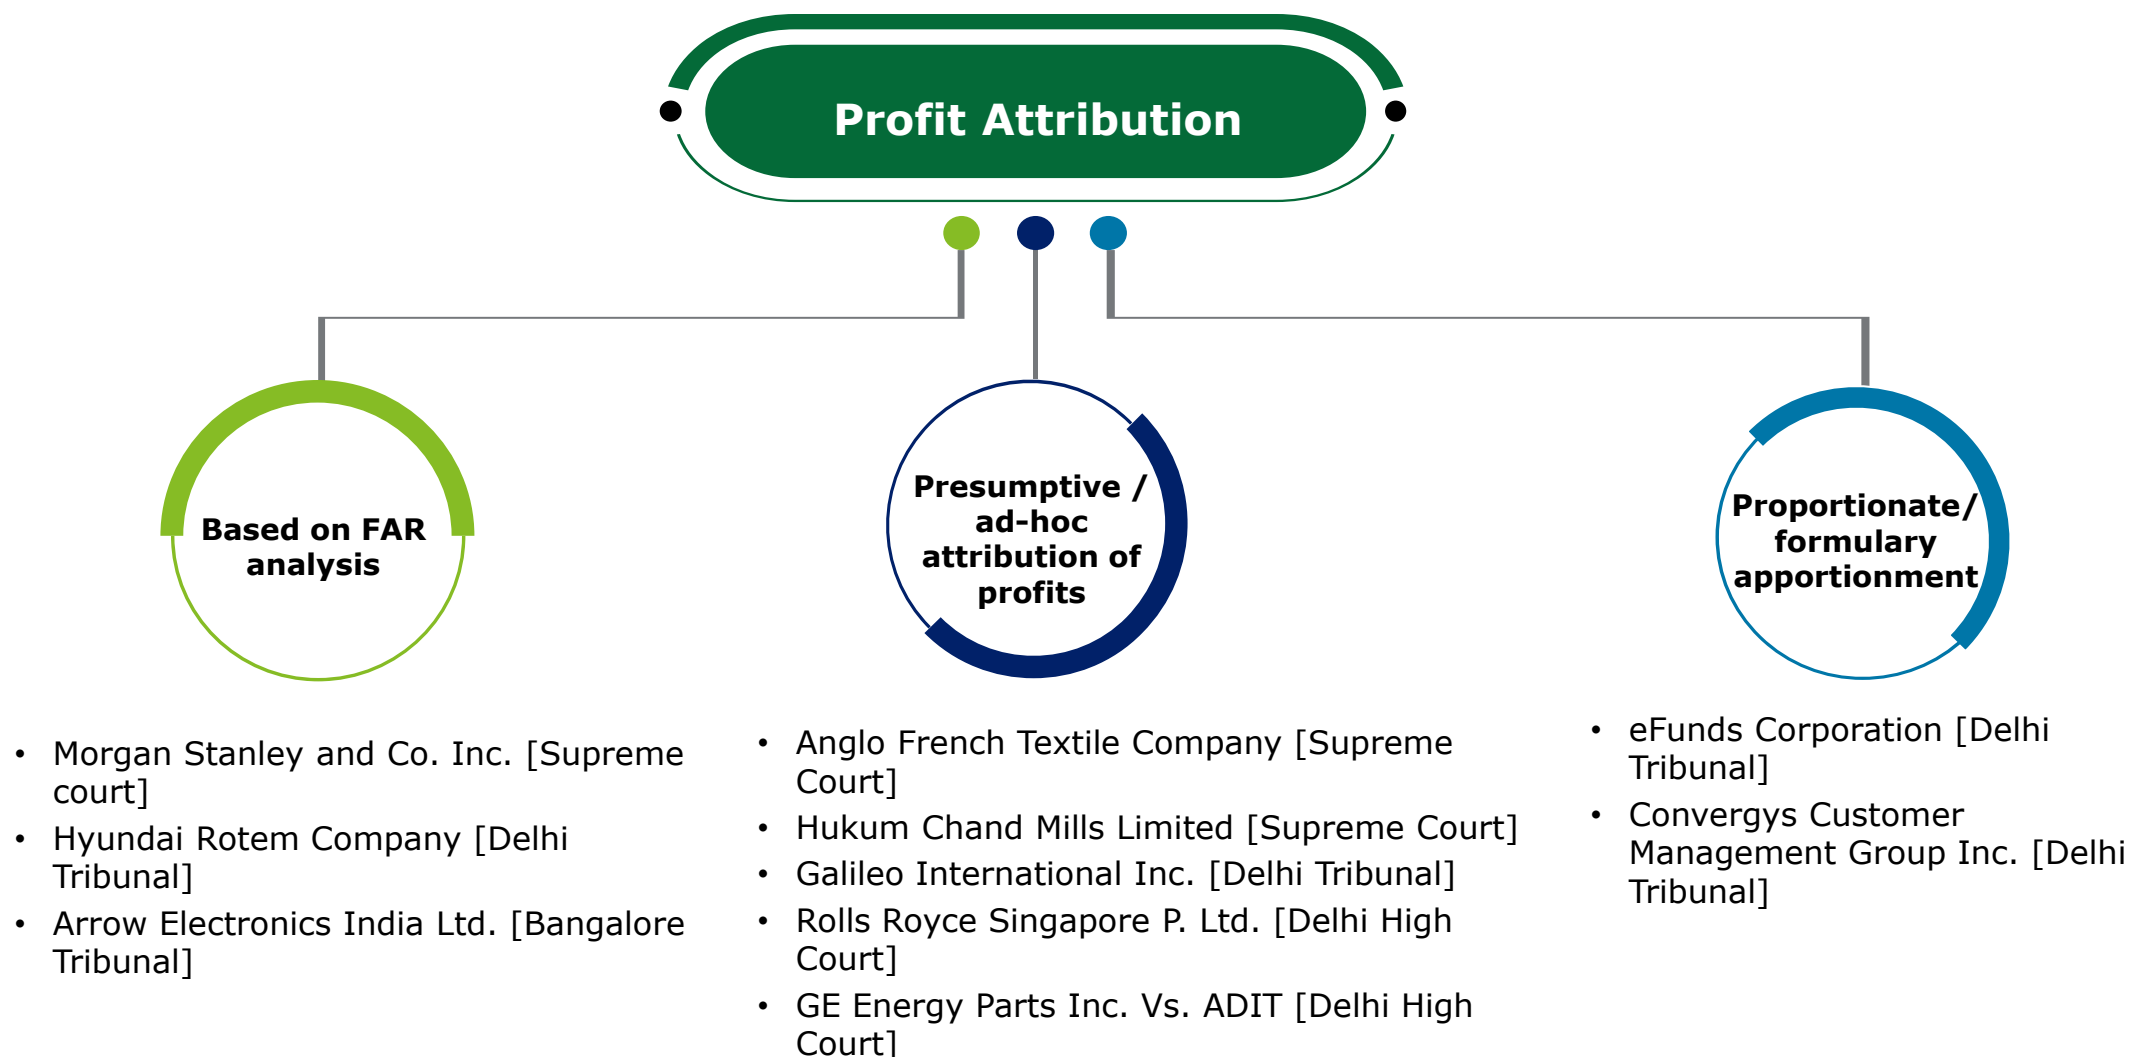 Profit Attribution
Based on FAR
analysis
Presumptive /
ad-hoc
attribution of
profits
Proportionate/
formulary
apportionment
• Morgan Stanley and Co. Inc. [Supreme
court]
• Hyundai Rotem Company [Delhi
Tribunal]
• Arrow Electronics India Ltd. [Bangalore
Tribunal]
• Anglo French Textile Company [Supreme
Court]
• Hukum Chand Mills Limited [Supreme Court]
• Galileo International Inc. [Delhi Tribunal]
• Rolls Royce Singapore P. Ltd. [Delhi High
Court]
• GE Energy Parts Inc. Vs. ADIT [Delhi High
Court]
• eFunds Corporation [Delhi
Tribunal]
• Convergys Customer
Management Group Inc. [Delhi
Tribunal]